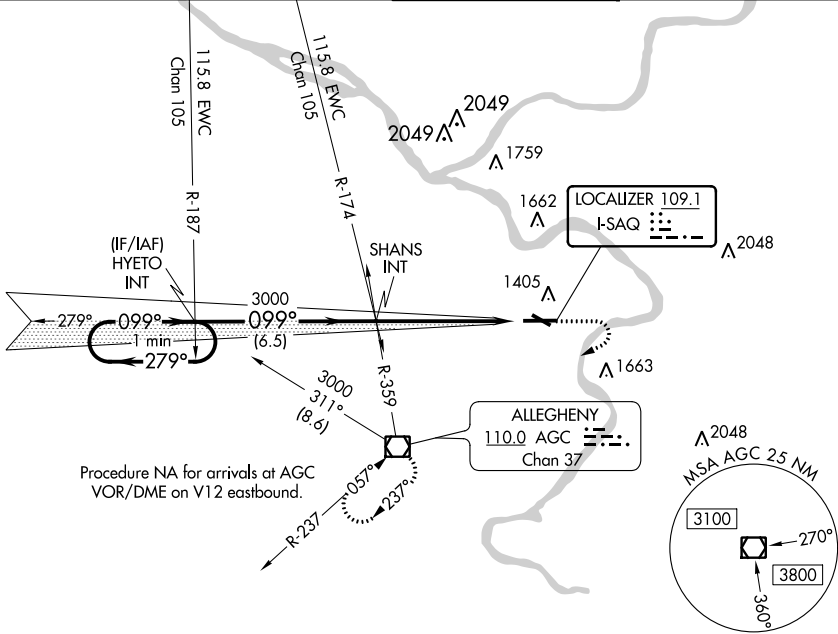 115.8 EWC
Chan 105
R-187
115.8 EWC
Chan 105
R-174
2049
2049
1759
1662
LOCALIZER 109.1
I-SAQ
2048
(IF/IAF)
HYETO
INT
SHANS
INT
1405
3000
279°
099°
099°
1 min
(6.5)
279°
1663
3000
311°
(8.6)
R-359
ALLEGHENY
110.0 AGC
Chan 37
2048
Procedure NA for arrivals at AGC
VOR/DME on V12 eastbound.
057°
237°
R-237
MSA AGC 25 NM
3100
270°
3800
360°